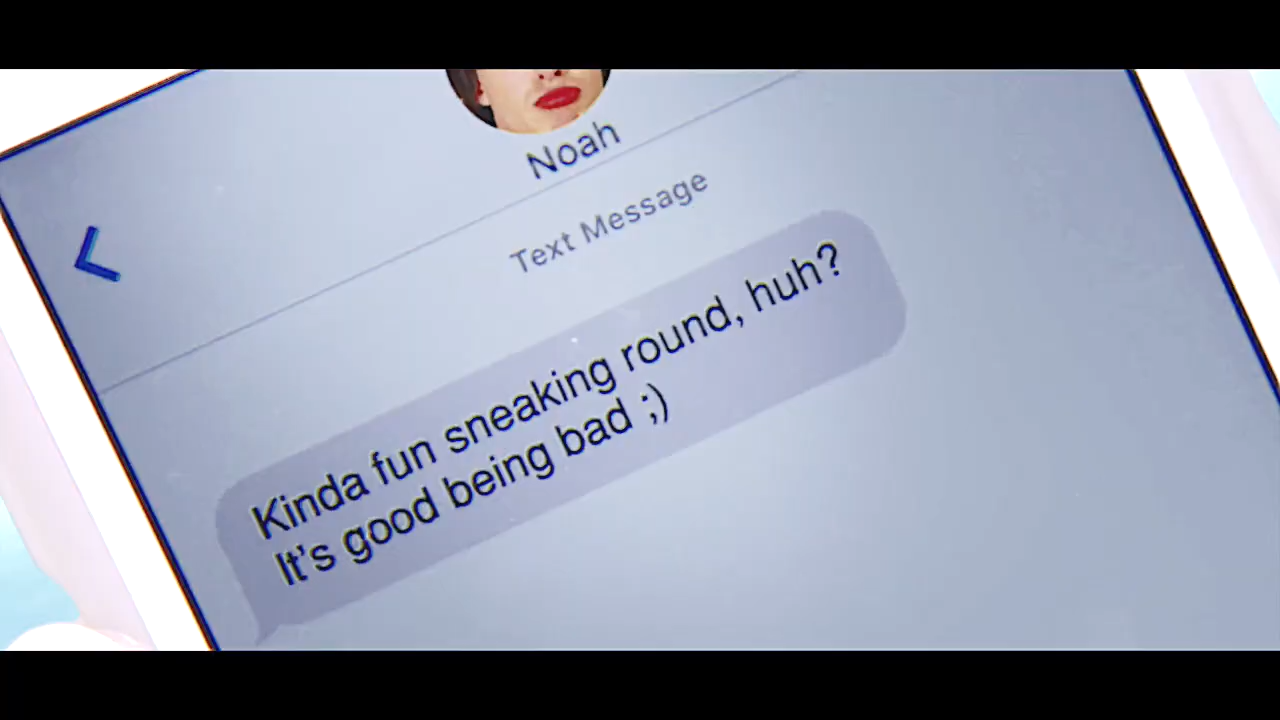 Noah
Text Message
Kinda fun sneaking round, huh?
It's good being bad ;)